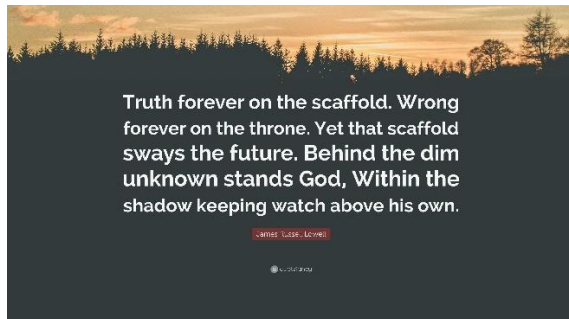 Truth forever on the scaffold. Wrong
forever on the throne. Yet that scaffold
sways the future. Behind the dim
unknown stands God, Within the
shadow keeping watch above his own.
James Russell Lowell